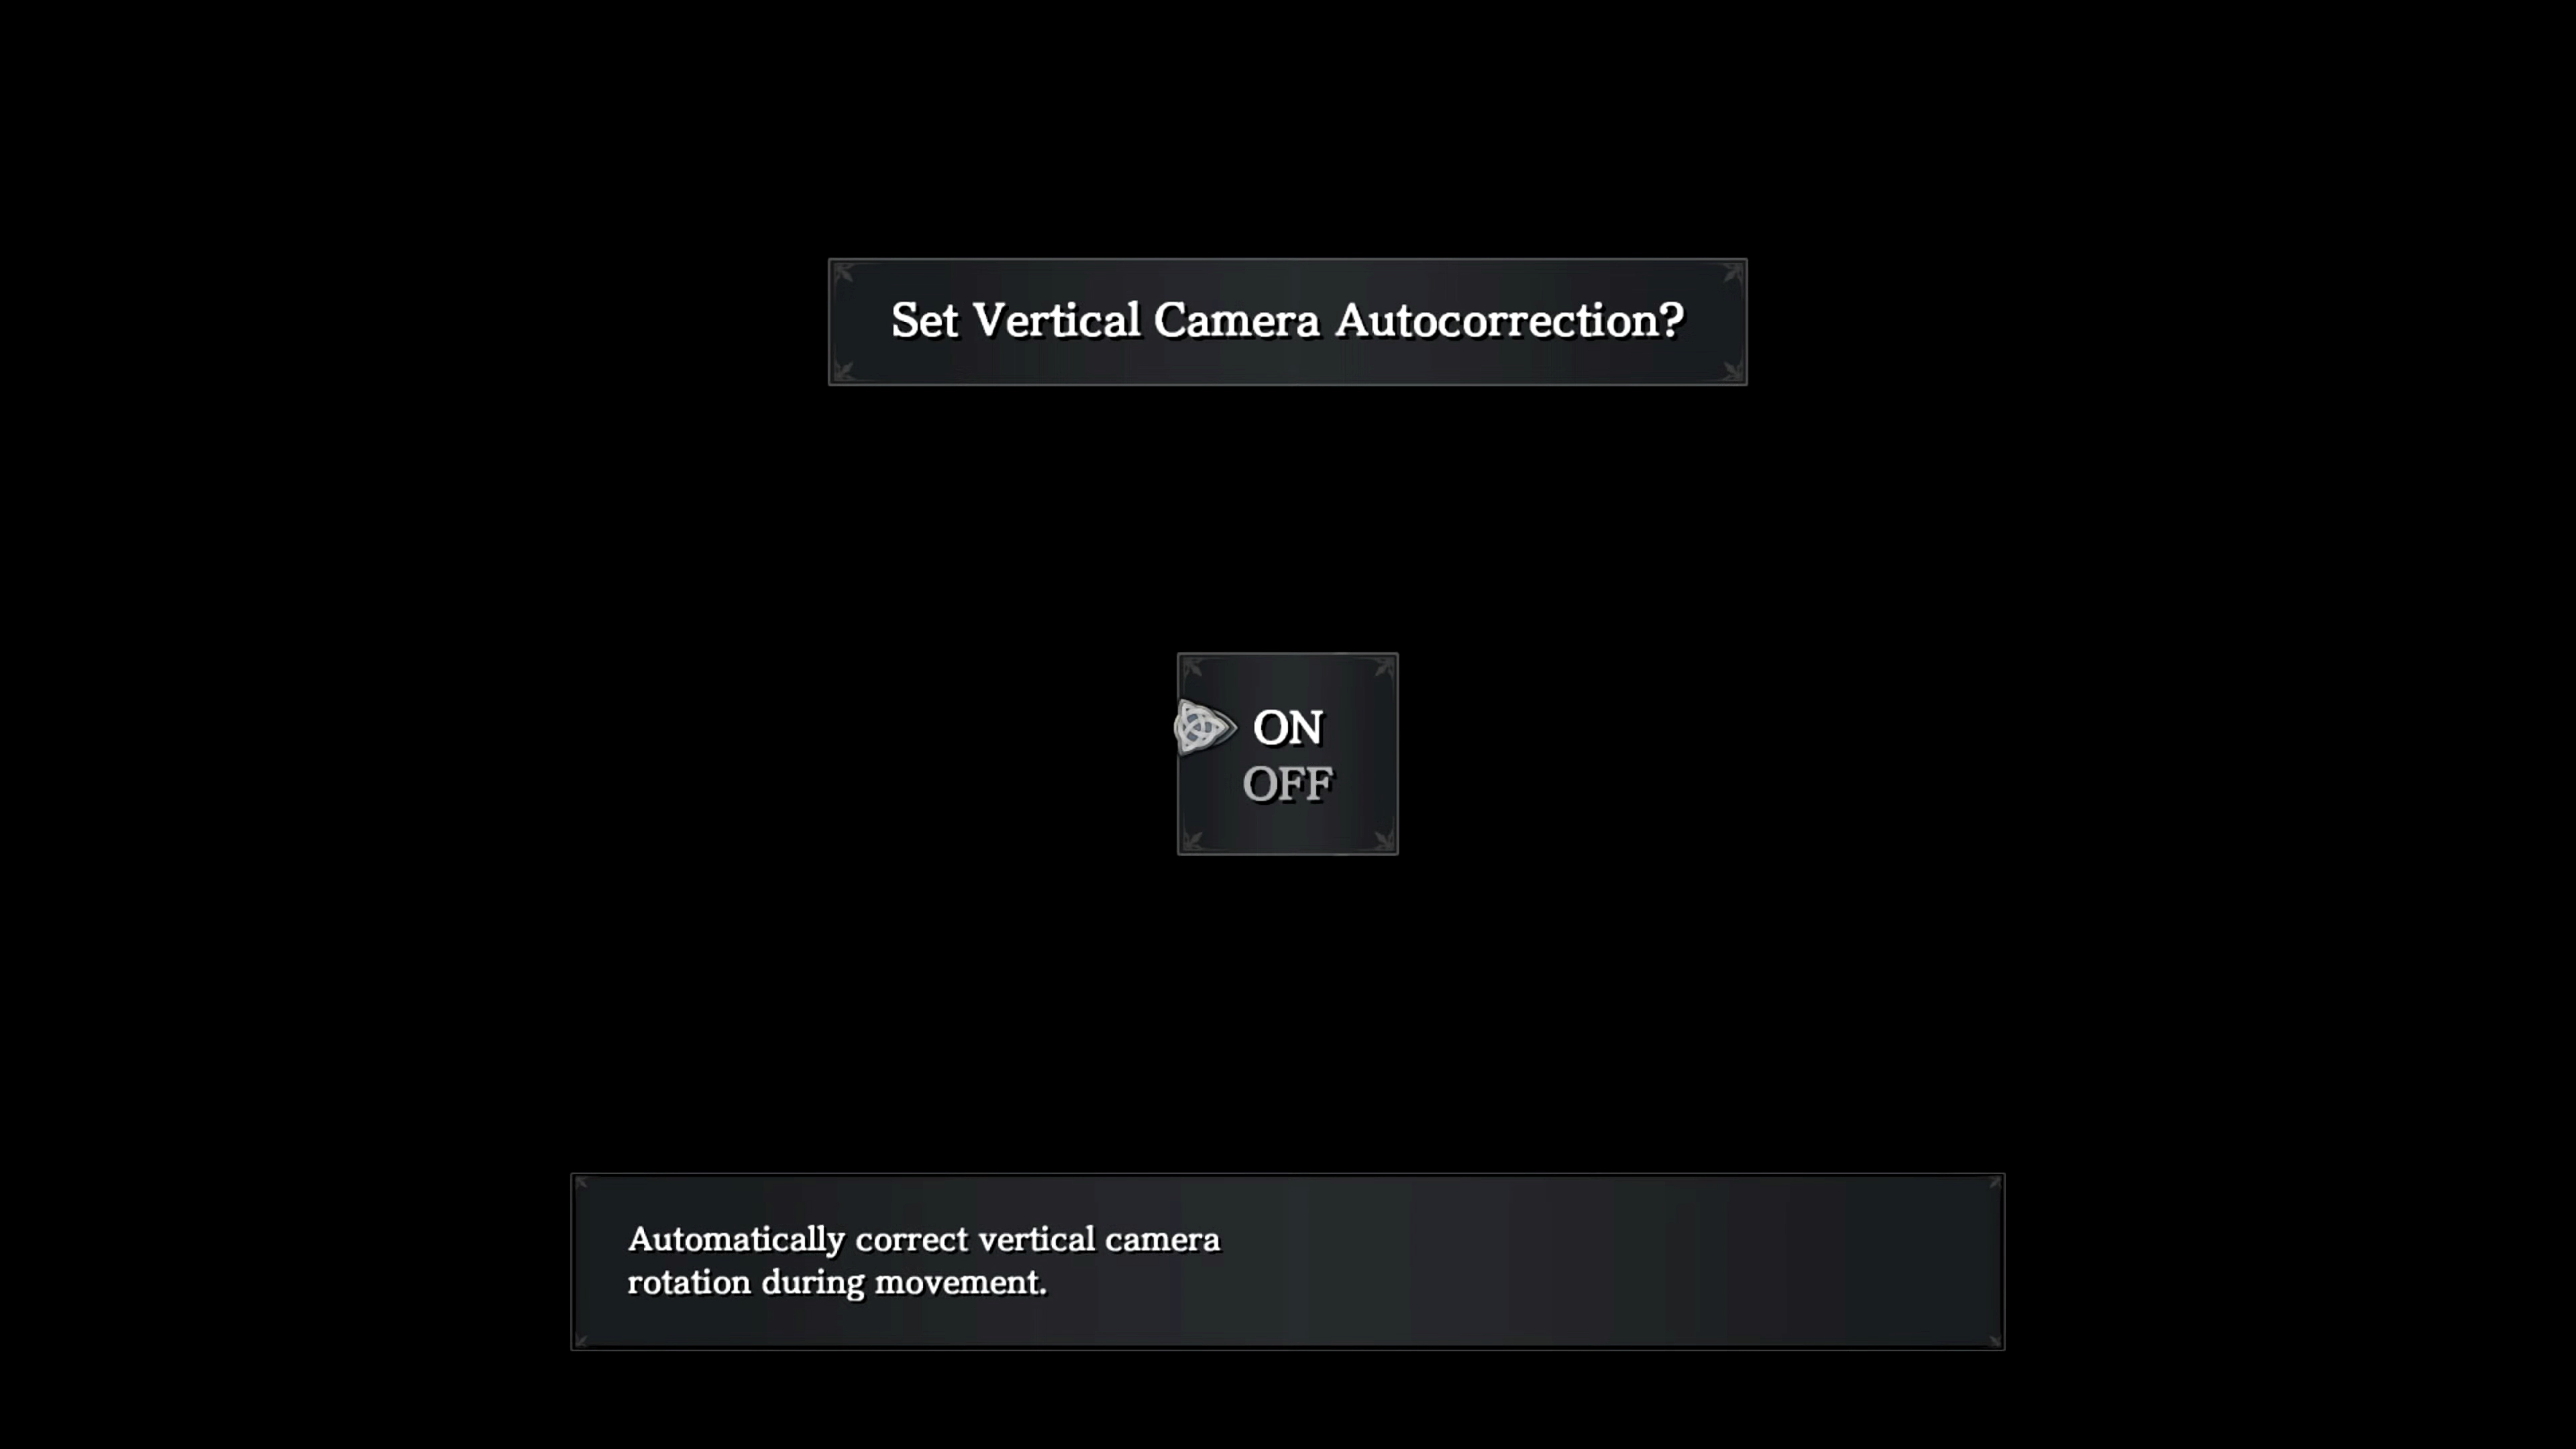 Set Vertical Camera Autocorrection?
ON
OFF
Automatically correct vertical camera
rotation during movement.